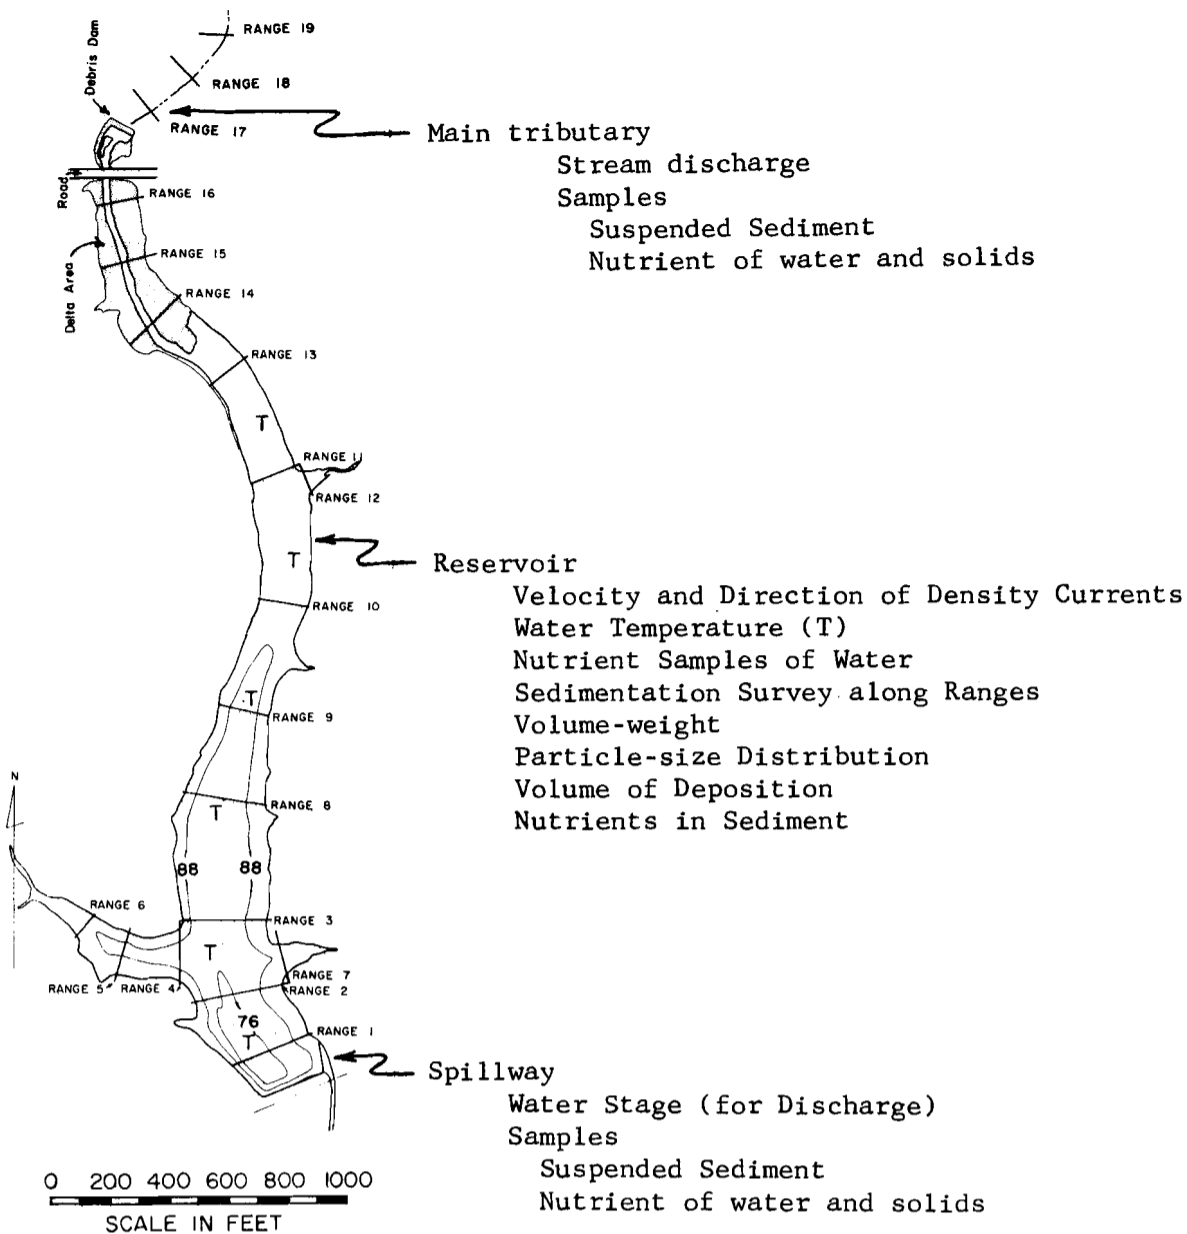 RANGE 19
Debris Dam
RANGE 18
RANGE 17
Main tributary
Stream discharge
Samples
Suspended Sediment
Nutrient of water and solids
Road
RANGE 16
RANGE 15
Delta Area
RANGE 14
RANGE 13
T
RANGE 11
RANGE 12
T
Reservoir
Velocity and Direction of Density Currents
Water Temperature (T)
Nutrient Samples of Water
Sedimentation Survey along Ranges
Volume-weight
Particle-size Distribution
Volume of Deposition
Nutrients in Sediment
RANGE 10
T
RANGE 9
N
T
RANGE 8
88 88
RANGE 6
RANGE 3
T
RANGE 7
RANGE 5 RANGE 4
RANGE 2
76
T
RANGE 1
Spillway
Water Stage (for Discharge)
Samples
Suspended Sediment
Nutrient of water and solids
0 200 400 600 800 1000
SCALE IN FEET